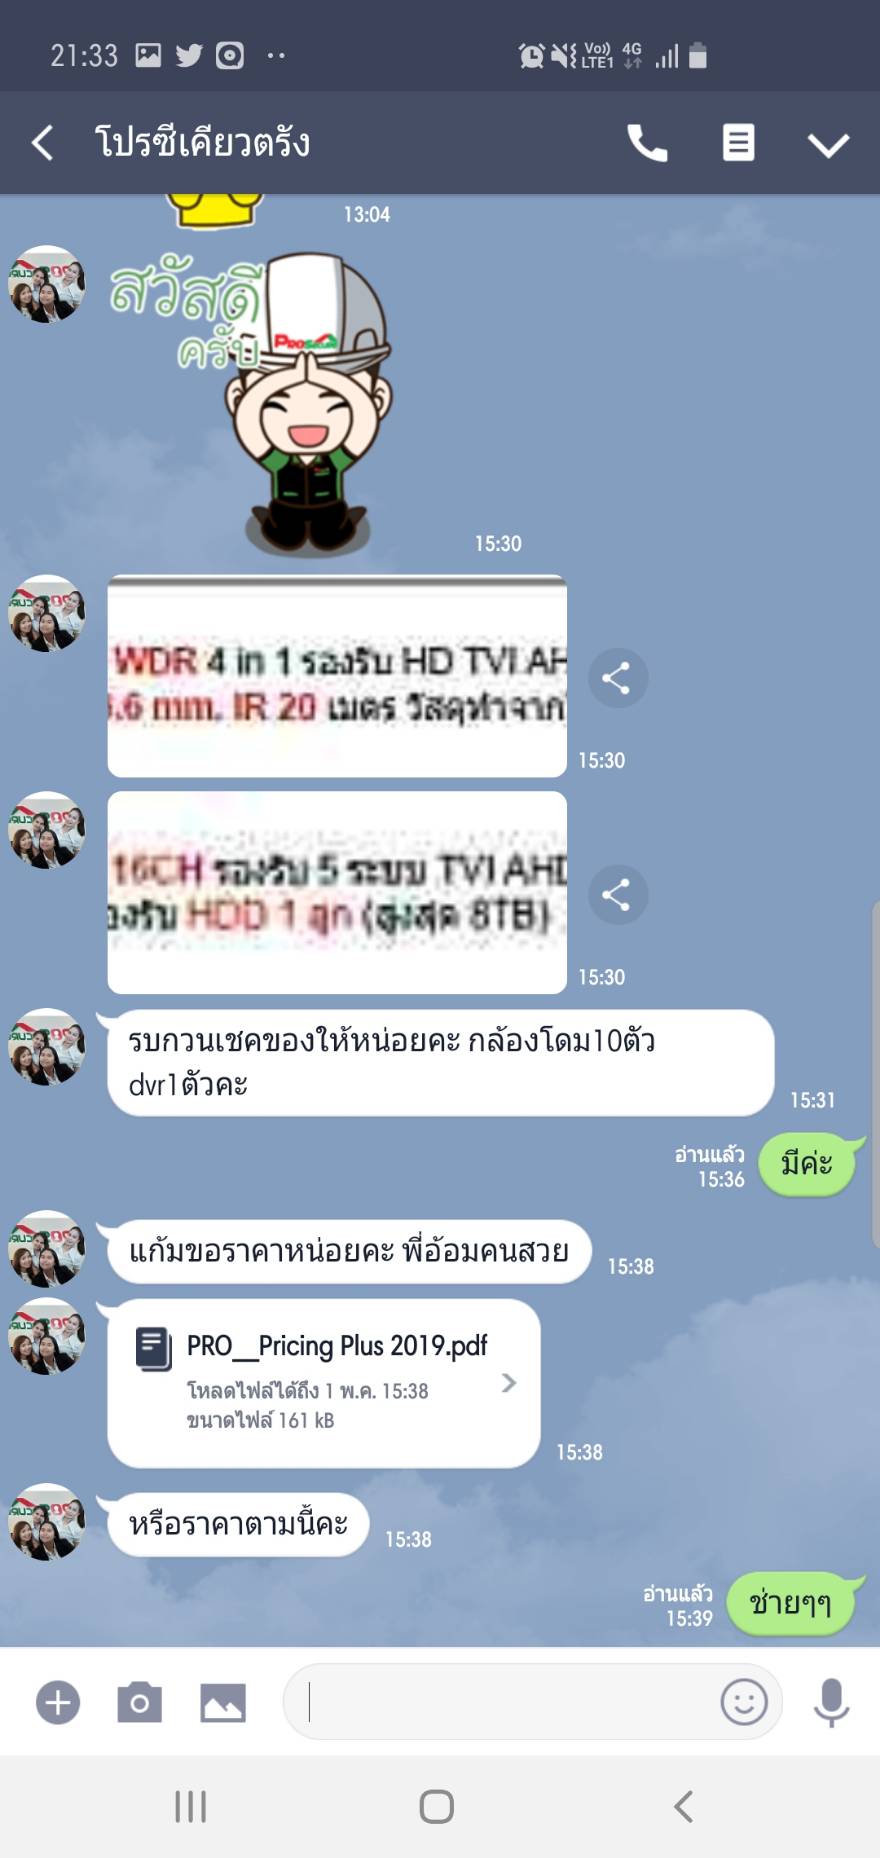 21:33
Vo))
LTE1
4G
โปรซีเคียวตรัง
13:04
สวัสดี
ครับ
PROSECURE
15:30
WDR 4 in 1 รองรับ HD TVI AH
.6 mm. IR 20 เมตร วัสดุทำจาก
15:30
16CH รองรับ 5 ระบบ TVI AHD
องรับ HDD 1 ลูก (สูงสุด 8TB)
15:30
รบกวนเชคของให้หน่อยคะ กล้องโดม10ตัว
dvr1ตัวคะ
15:31
อ่านแล้ว
15:36
มีค่ะ
แก้มขอราคาหน่อยคะ พี่อ้อมคนสวย
15:38
PRO__Pricing Plus 2019.pdf
โหลดไฟล์ได้ถึง 1 พ.ค. 15:38
ขนาดไฟล์ 161 kB
15:38
หรือราคาตามนี้คะ
15:38
อ่านแล้ว
15:39
ช่ายๆๆ